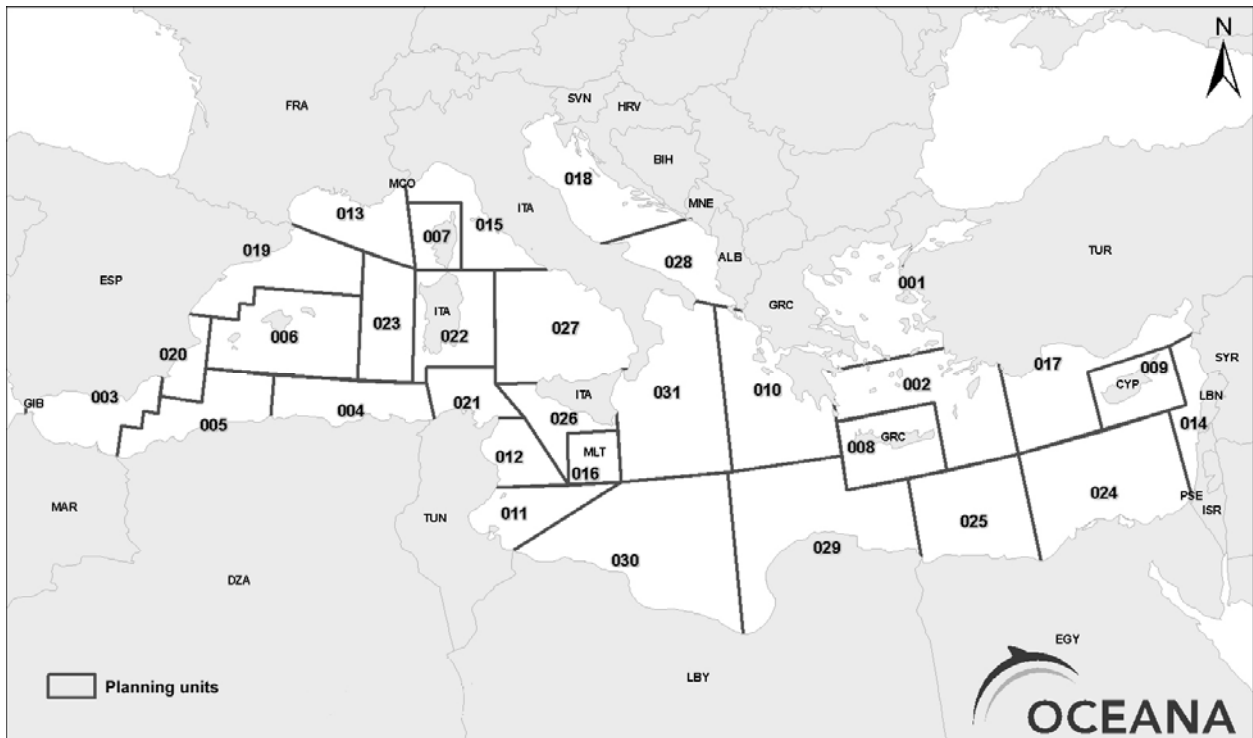 N
SVN
HRV
FRA
BIH
018
MCO
MNE
013
ITA
015
007
019
ALB
TUR
028
ESP
001
GRC
ITA
023
022
027
006
020
SYR
017
009
002
CYP
031
010
003
ITA
LBN
GIB
021
004
026
005
014
GRC
008
MLT
012
016
024
PSE
MAR
ISR
TUN
011
025
029
030
DZA
EGY
LBY
Planning units
OCEANA